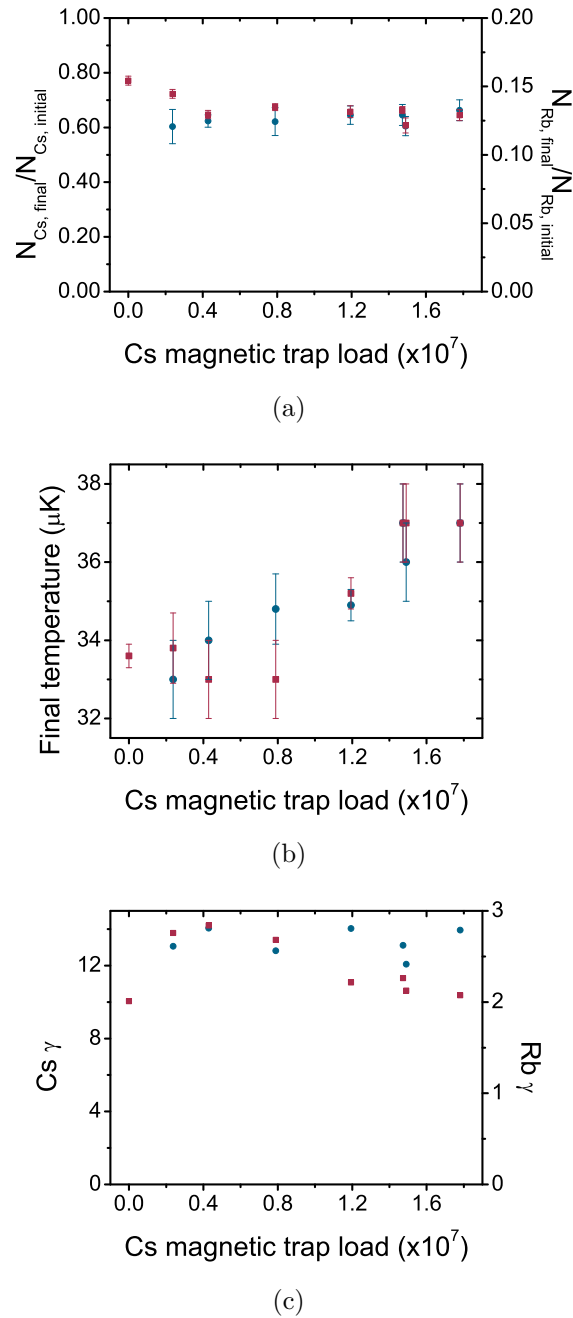 1.00
0.80
0.60
0.40
0.20
0.00
N_Cs, final/N_Cs, initial
0.20
0.15
0.10
0.05
0.00
N_Rb, final/N_Rb, initial
0.0 0.4 0.8 1.2 1.6
Cs magnetic trap load (x10^7)
(a)
38
36
34
32
Final temperature (μK)
0.0 0.4 0.8 1.2 1.6
Cs magnetic trap load (x10^7)
(b)
12
8
4
0
Cs γ
3
2
1
0
Rb γ
0.0 0.4 0.8 1.2 1.6
Cs magnetic trap load (x10^7)
(c)